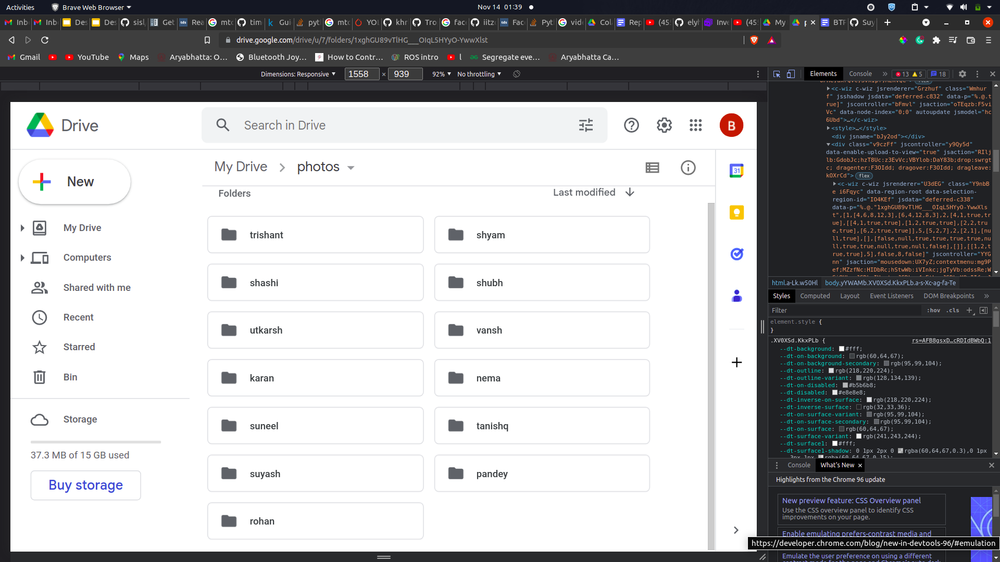 Activities
Brave Web Browser
Nov 14 01:39
Inb
Inb
Des
Des
sisl
Get
Rea
mtc
tim
Gui
pyt
mtc
YOL
khr
Tro
fac
iitz
Fac
Pyt
vid
Col
Rep
(45
elyh
Inve
(45
My
p
BTF
Suy
drive.google.com/drive/u/7/folders/1xghGU89vTlHG___OIqL5HYyO-YwwXlst
Gmail
YouTube
Maps
Aryabhatta: O...
Bluetooth Joy...
How to Contr...
ROS intro
l
Segregate eve...
Aryabhatta Ca...
Dimensions: Responsive
1558 × 939
92%
No throttling
Drive
Search in Drive
B
New
My Drive
Computers
Shared with me
Recent
Starred
Bin
Storage
37.3 MB of 15 GB used
Buy storage
My Drive > photos
Folders
Last modified
trishant
shyam
shashi
shubh
utkarsh
vansh
karan
nema
suneel
tanishq
suyash
pandey
rohan
31
Elements
Console
13
5
18
<c-wiz c-wiz jsrenderer="Grzhuf" class="Wmhur
f" jsshadow jsdata="deferred-c832" data-p="%.@.t
rue]" jscontroller="bFmvl" jsaction="oTEqzb:F5vi
Vc" data-node-index="0;0" autoupdate jsmodel="hc
6Ubd">…</c-wiz>
<style>…</style>
<div jsname="bJy2od"></div>
<div class="v9czFf" jscontroller="y9Qy5d"
data-enable-upload-to-view="true" jsaction="RIlj
lb:GdobJc;hzT8Uc:z3EvVc;VBYlob:DaY83b;drop:swrgt
c; dragenter:F3OIdd; dragover:F3OIdd; dragleave:
kOXrCd"> flex
<c-wiz c-wiz jsrenderer="U3dEG" class="Y9nbB
e i6Fqyc" data-region-root data-selection-
region-id="IO4KEf" jsdata="deferred-c338"
data-p="%.@."1xghGU89vTlHG___OIqL5HYyO-YwwXls
t",[1,[4,6,8,12,3],[6,4,12,8,3],2,[4,1,true,tr
ue],[[4,1,true,true],[1,2,true,true],[2,2,tru
e,true],[6,2,true,true]],5,[5,2,7],2,[2,1],[nu
ll,true],[],[false,null,true,true,true,true,nu
ll,true,true,null,true,null,false],[]],[[1,2,t
rue,true],5],false,8,false]" jscontroller="YYG
nn" jsaction="mousedown:UX7yZ;contextmenu:mg9P
ef;MZzfNc:HIDbRc;hStwWb:iVInkc;jgTyVb:odssRe;W
html.a-Lk.w50Hl
body.yYWAMb.XV0XSd.KkxPLb.a-s-Xc-ag-fa-Te
Styles
Computed
Layout
Event Listeners
DOM Breakpoints
Filter
:hov
.cls
element.style {
}
.XV0XSd.KkxPLb {
rs=AFB8gsxD…cRDIdBWbQ:1
--dt-background: #fff;
--dt-on-background: rgb(60,64,67);
--dt-on-background-secondary: rgb(95,99,104);
--dt-outline: rgb(218,220,224);
--dt-outline-variant: rgb(128,134,139);
--dt-on-disabled: #b5b6b8;
--dt-disabled: #e8e8e8;
--dt-inverse-on-surface: rgb(218,220,224);
--dt-inverse-surface: rgb(32,33,36);
--dt-on-surface-variant: rgb(95,99,104);
--dt-on-surface-secondary: rgb(95,99,104);
--dt-on-surface: rgb(60,64,67);
--dt-surface-variant: rgb(241,243,244);
--dt-surface1: #fff;
--dt-surface1-shadow: 0 1px 2px 0 rgba(60,64,67,0.3),0 1px
3px 1px rgba(60,64,67,0.15);
Console
What's New
Highlights from the Chrome 96 update
New preview feature: CSS Overview panel
Use the CSS overview panel to identify CSS
improvements on your page.
Enable emulating prefers-contrast media and
https://developer.chrome.com/blog/new-in-devtools-96/#emulation
Emulate the user preference on using a different